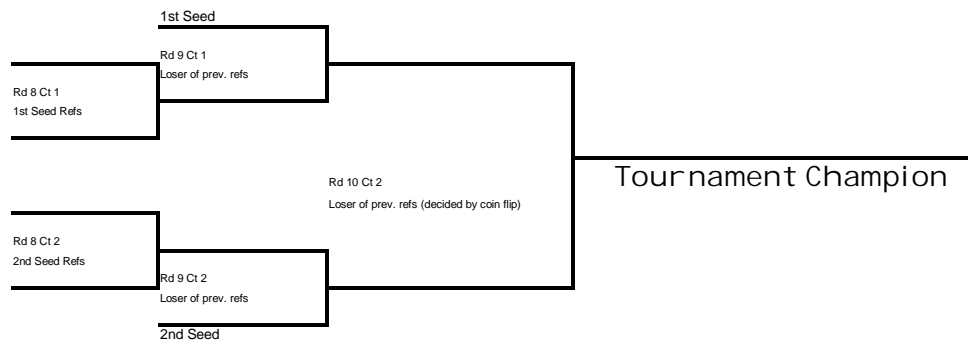 1st Seed
Rd 9 Ct 1
Loser of prev. refs
Rd 8 Ct 1
1st Seed Refs
Rd 10 Ct 2
Loser of prev. refs (decided by coin flip)
Tournament Champion
Rd 8 Ct 2
2nd Seed Refs
Rd 9 Ct 2
Loser of prev. refs
2nd Seed